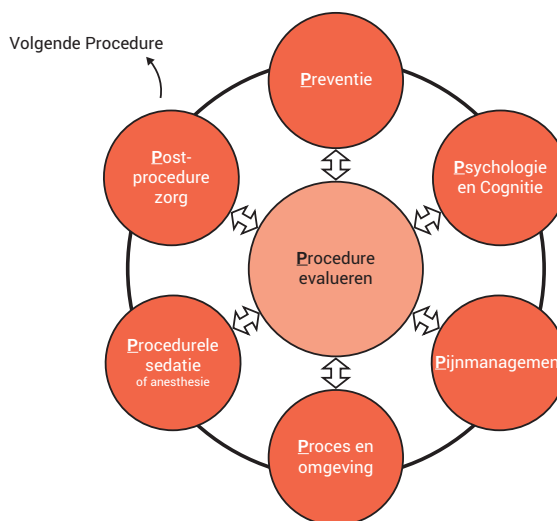 Volgende Procedure
Preventie
Post-
procedure
zorg
Psychologie
en Cognitie
Procedure
evalueren
Procedurele
sedatie
of anesthesie
Pijnmanagemen
Proces en
omgeving